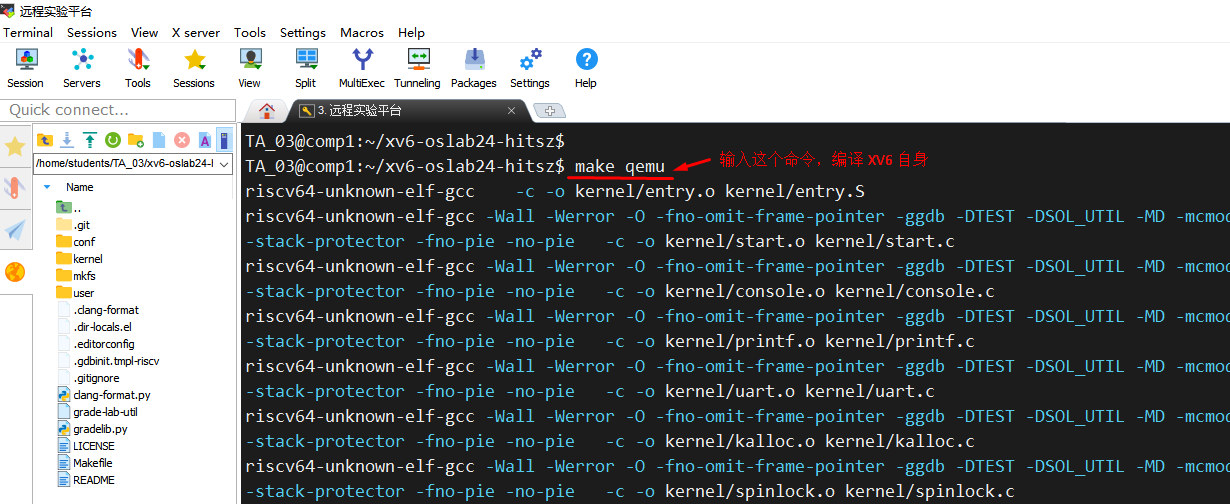 远程实验平台
Terminal Sessions View X server Tools Settings Macros Help
Session Servers Tools Sessions View Split MultiExec Tunneling Packages Settings Help
Quick connect...
3. 远程实验平台
/home/students/TA_03/xv6-oslab24-l
Name
..
.git
conf
kernel
mkfs
user
.clang-format
.dir-locals.el
.editorconfig
.gdbinit.tmpl-riscv
.gitignore
clang-format.py
grade-lab-util
gradelib.py
LICENSE
Makefile
README
TA_03@comp1:~/xv6-oslab24-hitsz$
TA_03@comp1:~/xv6-oslab24-hitsz$ make qemu
输入这个命令，编译 XV6 自身
riscv64-unknown-elf-gcc    -c -o kernel/entry.o kernel/entry.S
riscv64-unknown-elf-gcc -Wall -Werror -O -fno-omit-frame-pointer -ggdb -DTEST -DSOL_UTIL -MD -mcmod
-stack-protector -fno-pie -no-pie   -c -o kernel/start.o kernel/start.c
riscv64-unknown-elf-gcc -Wall -Werror -O -fno-omit-frame-pointer -ggdb -DTEST -DSOL_UTIL -MD -mcmod
-stack-protector -fno-pie -no-pie   -c -o kernel/console.o kernel/console.c
riscv64-unknown-elf-gcc -Wall -Werror -O -fno-omit-frame-pointer -ggdb -DTEST -DSOL_UTIL -MD -mcmod
-stack-protector -fno-pie -no-pie   -c -o kernel/printf.o kernel/printf.c
riscv64-unknown-elf-gcc -Wall -Werror -O -fno-omit-frame-pointer -ggdb -DTEST -DSOL_UTIL -MD -mcmod
-stack-protector -fno-pie -no-pie   -c -o kernel/uart.o kernel/uart.c
riscv64-unknown-elf-gcc -Wall -Werror -O -fno-omit-frame-pointer -ggdb -DTEST -DSOL_UTIL -MD -mcmod
-stack-protector -fno-pie -no-pie   -c -o kernel/kalloc.o kernel/kalloc.c
riscv64-unknown-elf-gcc -Wall -Werror -O -fno-omit-frame-pointer -ggdb -DTEST -DSOL_UTIL -MD -mcmod
-stack-protector -fno-pie -no-pie   -c -o kernel/spinlock.o kernel/spinlock.c